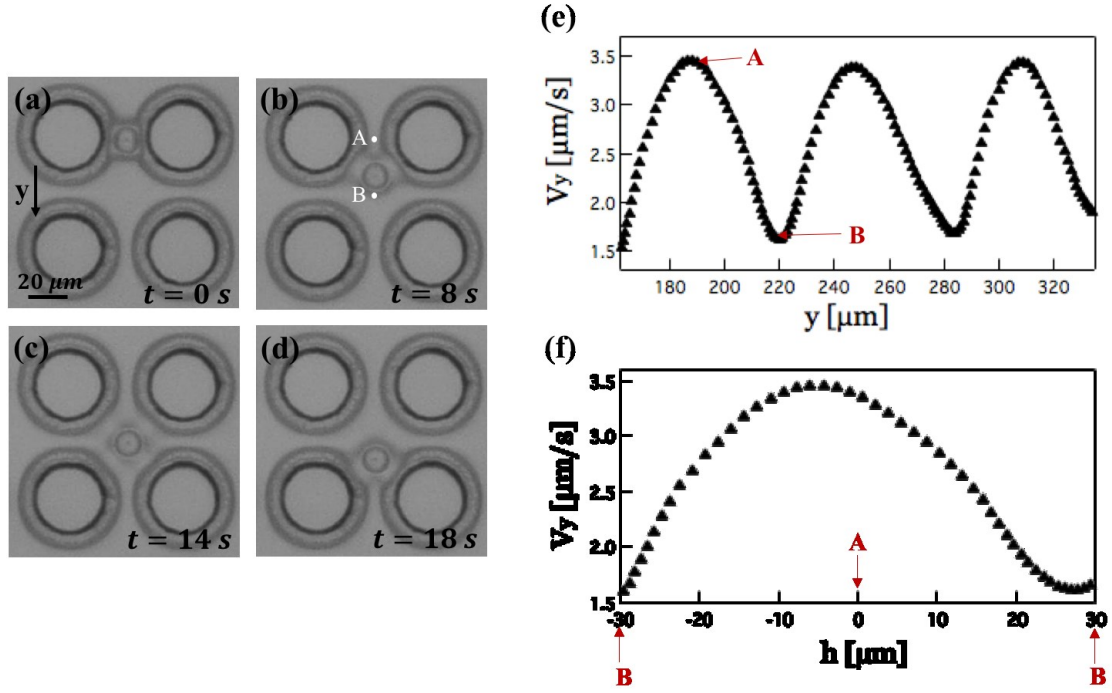 (a)
y
20 μm
t = 0 s
(b)
A
B
t = 8 s
(c)
t = 14 s
(d)
t = 18 s
(e)
Vy [μm/s]
3.5
3.0
2.5
2.0
1.5
A
B
180 200 220 240 260 280 300 320
y [μm]
(f)
Vy [μm/s]
3.5
3.0
2.5
2.0
1.5
A
-30 -20 -10 0 10 20 30
B B
h [μm]